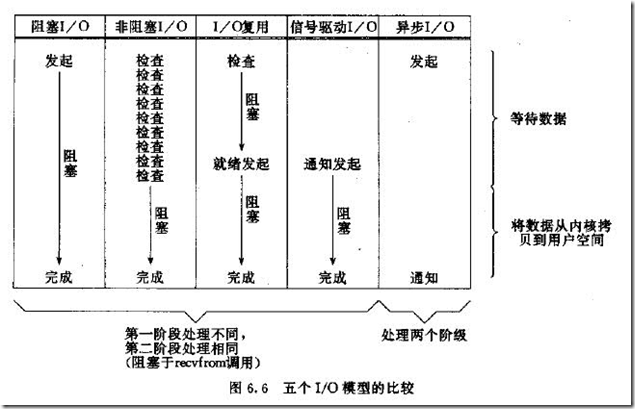 阻塞I/O 非阻塞I/O I/O复用 信号驱动I/O 异步I/O
发起 检查 检查 发起
检查
检查
检查
检查
检查
检查
检查
检查
阻塞
阻塞
就绪发起 通知发起
阻塞
阻塞
阻塞
完成 完成 完成 完成 通知
等待数据
将数据从内核拷
贝到用户空间
第一阶段处理不同，
第二阶段处理相同
（阻塞于recvfrom调用）
处理两个阶级
图 6.6 五个 I/O 模型的比较